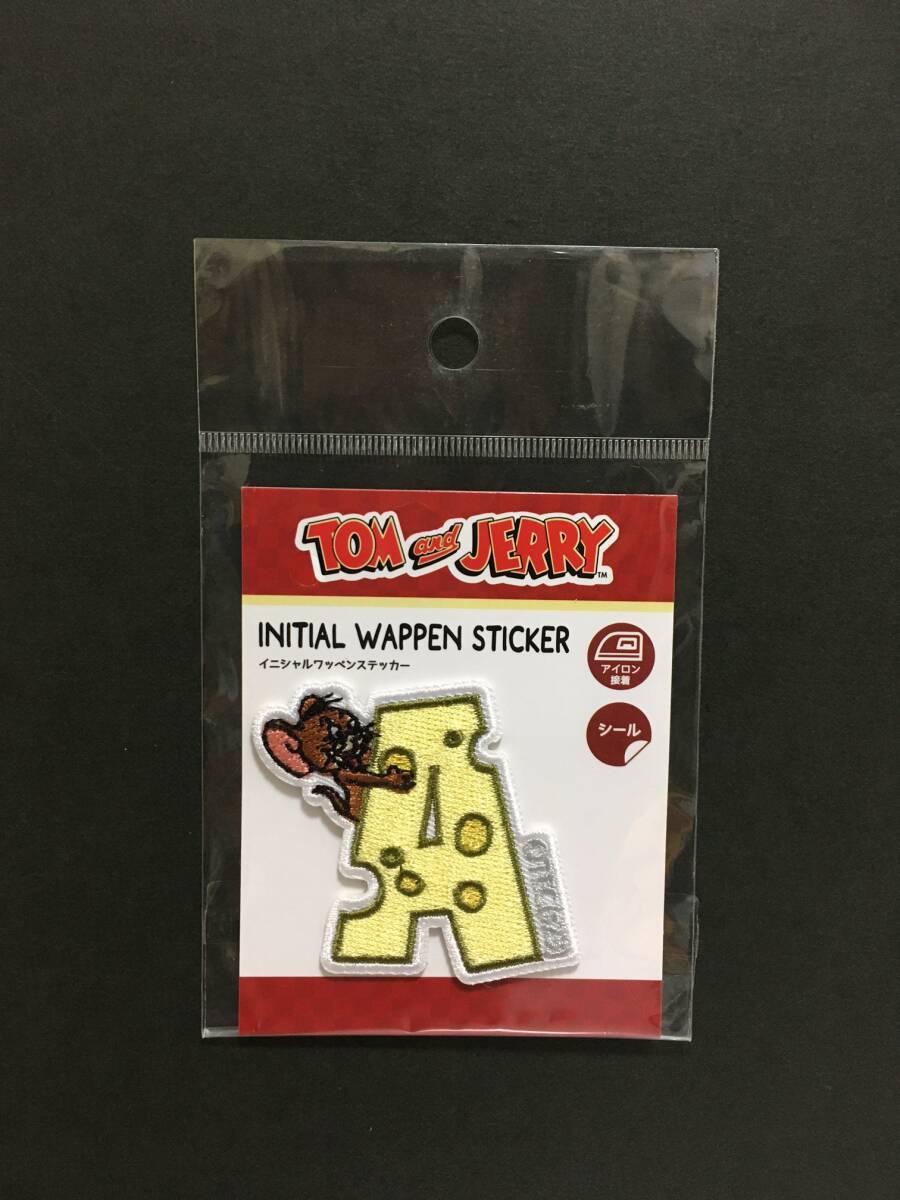 TOM and JERRY™
INITIAL WAPPEN STICKER
イニシャルワッペンステッカー
アイロン
接着
シール
A